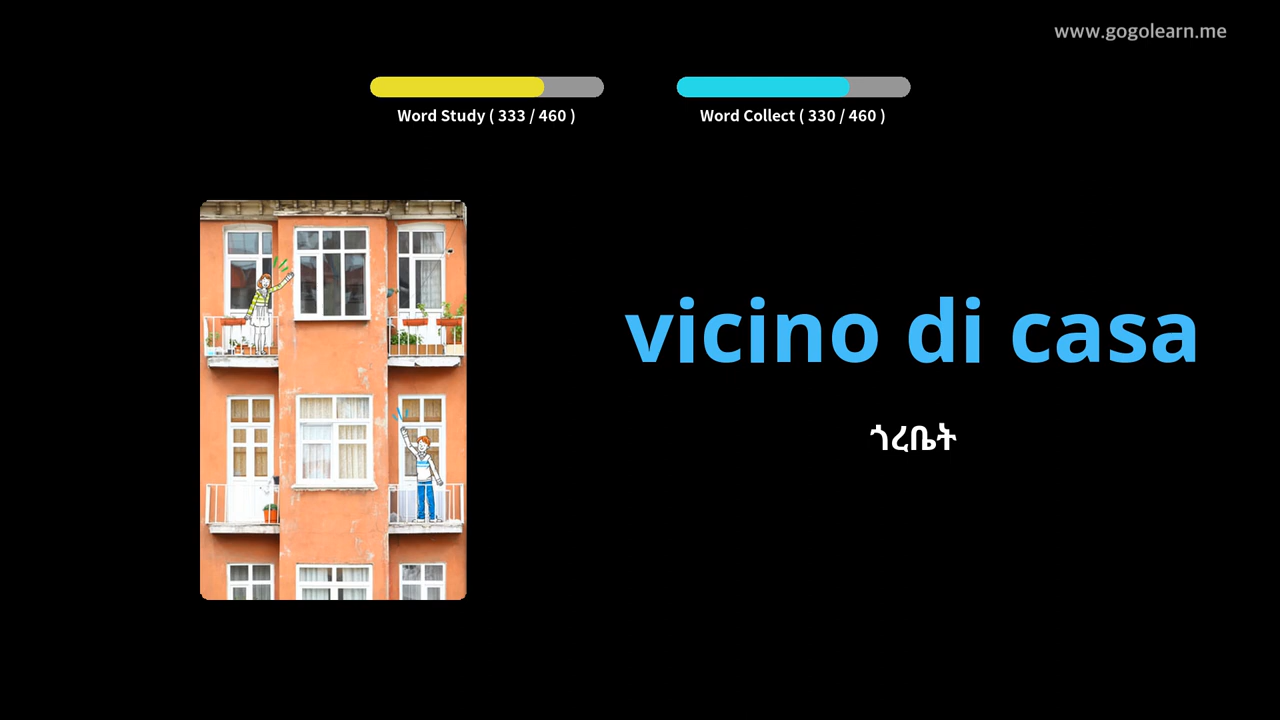 www.gogolearn.me
Word Study ( 333 / 460 )
Word Collect ( 330 / 460 )
vicino di casa
ጎረቤት